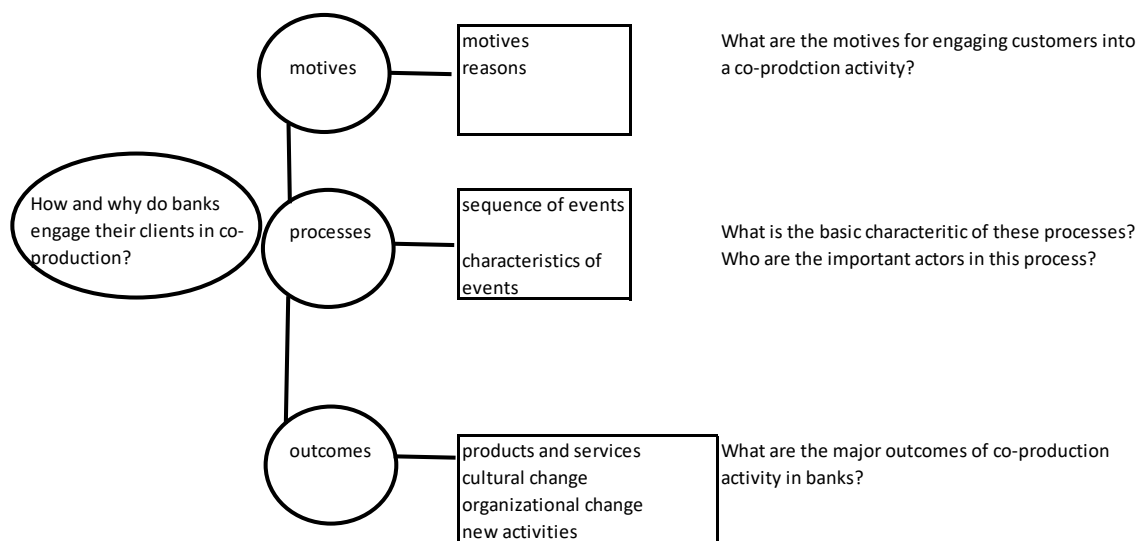 motives
motives
reasons
What are the motives for engaging customers into
a co-prodction activity?
How and why do banks
engage their clients in co-
production?
processes
sequence of events
characteristics of
events
What is the basic characteritic of these processes?
Who are the important actors in this process?
outcomes
products and services
cultural change
organizational change
new activities
What are the major outcomes of co-production
activity in banks?